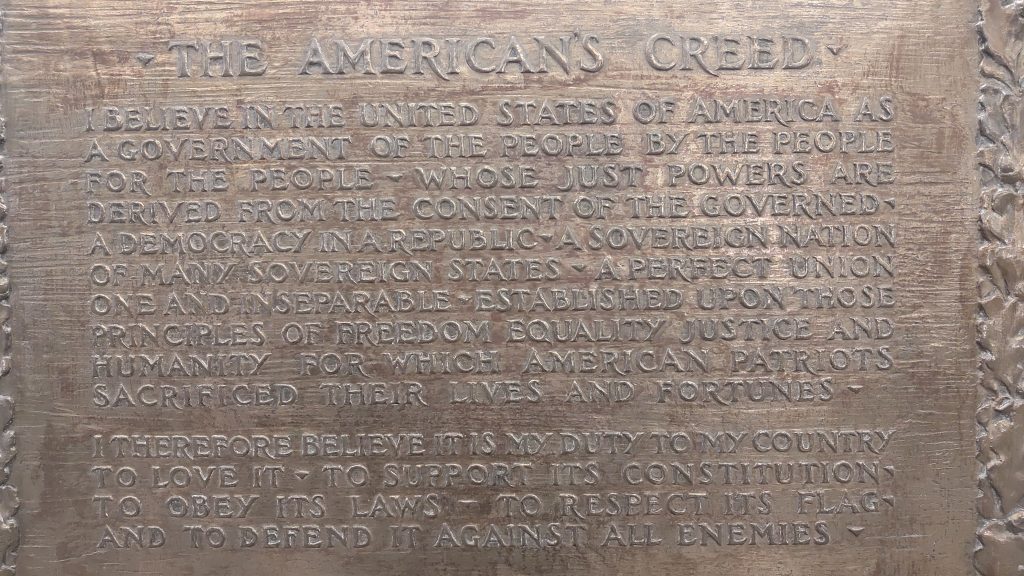 THE AMERICAN'S CREED
I BELIEVE IN THE UNITED STATES OF AMERICA AS
A GOVERNMENT OF THE PEOPLE BY THE PEOPLE
FOR THE PEOPLE - WHOSE JUST POWERS ARE
DERIVED FROM THE CONSENT OF THE GOVERNED -
A DEMOCRACY IN A REPUBLIC - A SOVEREIGN NATION
OF MANY SOVEREIGN STATES - A PERFECT UNION
ONE AND INSEPARABLE - ESTABLISHED UPON THOSE
PRINCIPLES OF FREEDOM EQUALITY JUSTICE AND
HUMANITY FOR WHICH AMERICAN PATRIOTS
SACRIFICED THEIR LIVES AND FORTUNES -
I THEREFORE BELIEVE IT IS MY DUTY TO MY COUNTRY
TO LOVE IT - TO SUPPORT ITS CONSTITUTION -
TO OBEY ITS LAWS - TO RESPECT ITS FLAG -
AND TO DEFEND IT AGAINST ALL ENEMIES -